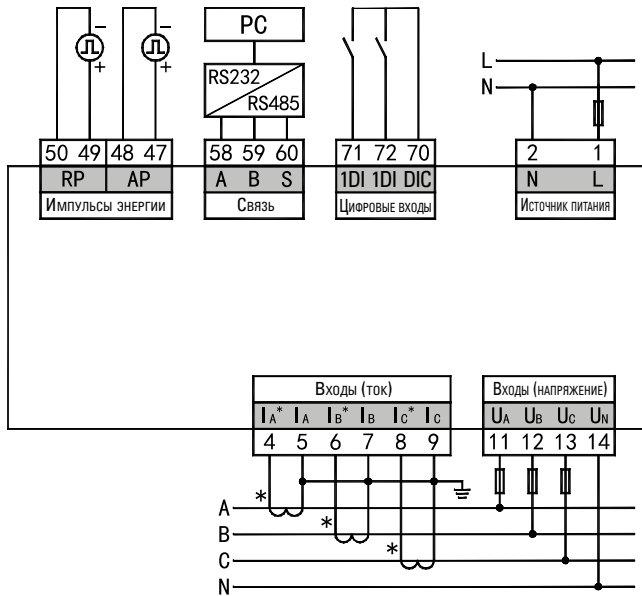 PC
RS232
RS485
L
N
− + − +
50 49 48 47
RP AP
Импульсы энергии
58 59 60
A B S
Связь
71 72 70
1DI 1DI DIC
Цифровые входы
2 1
N L
Источник питания
Входы (ток)
IA* IA IB* IB IC* IC
4 5 6 7 8 9
Входы (напряжение)
UA UB UC UN
11 12 13 14
*
A
*
B
*
C
N